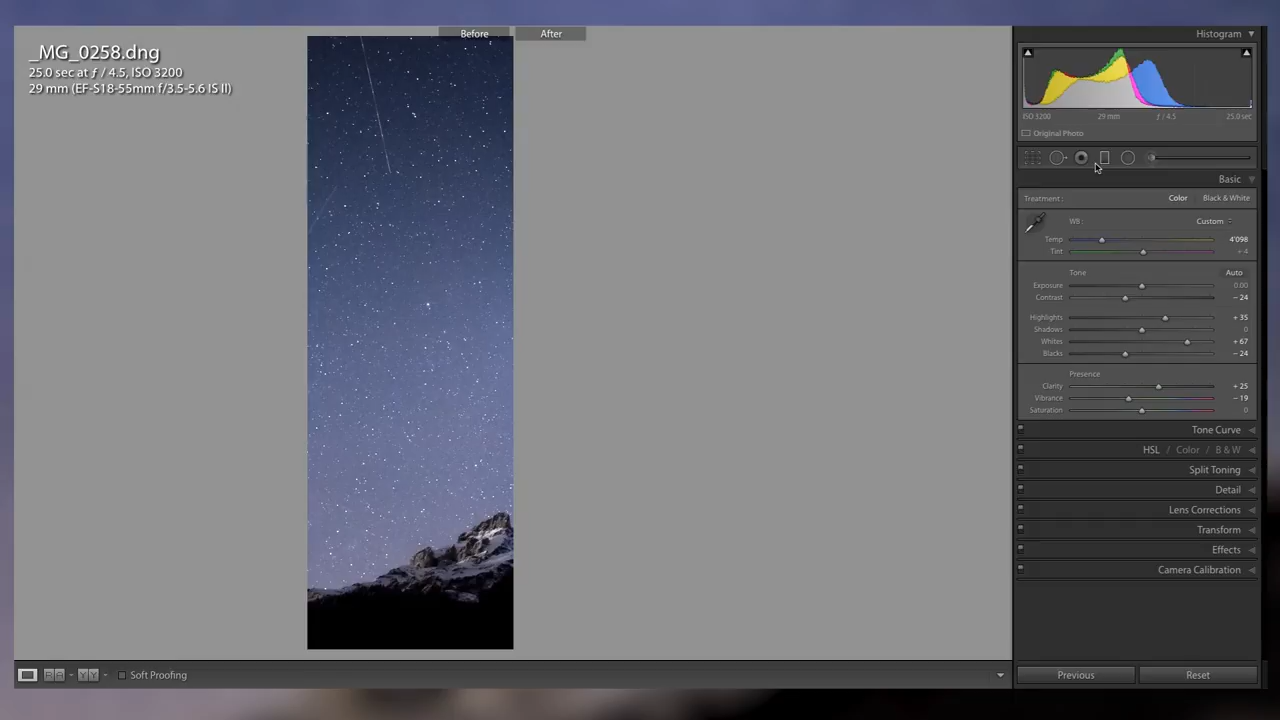 _MG_0258.dng
25.0 sec at ƒ / 4.5, ISO 3200
29 mm (EF-S18-55mm f/3.5-5.6 IS II)
Before
After
Histogram
ISO 3200 29 mm ƒ / 4.5 25.0 sec
Original Photo
Basic
Treatment : Color Black & White
WB : Custom
Temp 4'098
Tint + 4
Tone Auto
Exposure 0.00
Contrast – 24
Highlights + 35
Shadows 0
Whites + 67
Blacks – 24
Presence
Clarity + 25
Vibrance – 19
Saturation 0
Tone Curve
HSL / Color / B & W
Split Toning
Detail
Lens Corrections
Transform
Effects
Camera Calibration
Soft Proofing
Previous
Reset